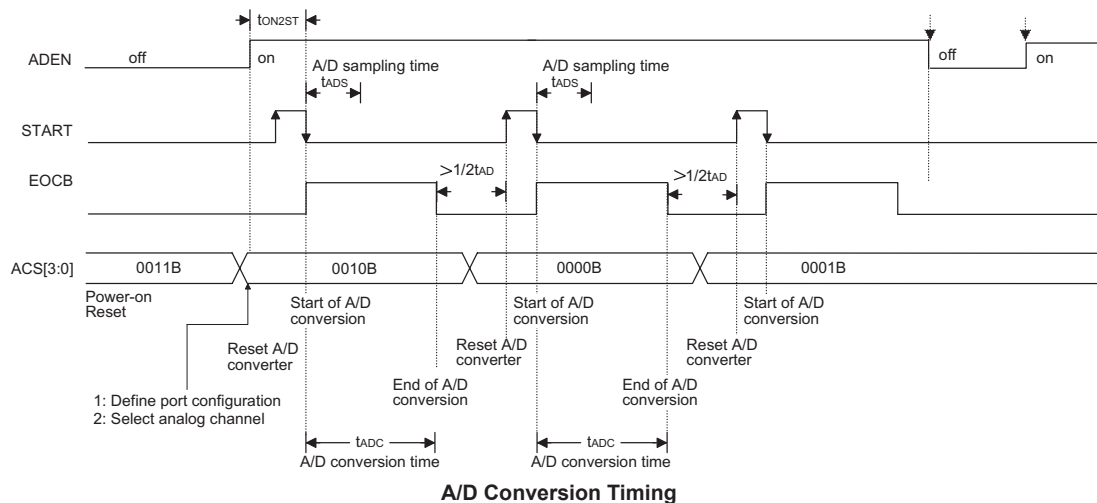 tON2ST
ADEN
off
on
off
on
A/D sampling time
tADS
A/D sampling time
tADS
START
>1/2tAD
>1/2tAD
EOCB
ACS[3:0]
0011B
0010B
0000B
0001B
Power-on
Reset
Start of A/D
conversion
Start of A/D
conversion
Start of A/D
conversion
Reset A/D
converter
Reset A/D
converter
Reset A/D
converter
1: Define port configuration
2: Select analog channel
End of A/D
conversion
End of A/D
conversion
tADC
A/D conversion time
tADC
A/D conversion time
A/D Conversion Timing